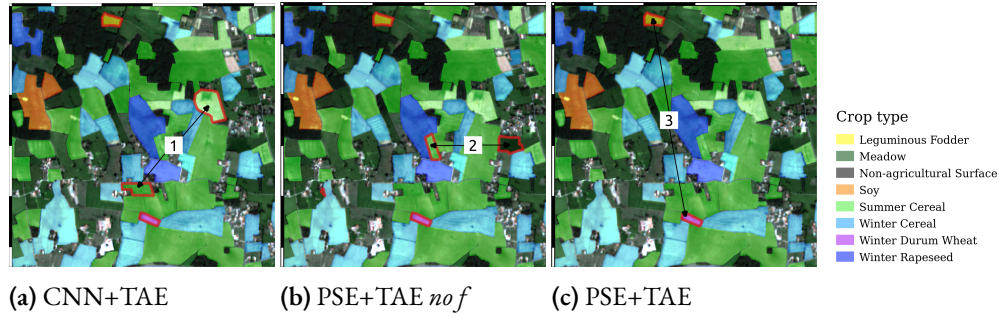 1
2
3
Crop type
Leguminous Fodder
Meadow
Non-agricultural Surface
Soy
Summer Cereal
Winter Cereal
Winter Durum Wheat
Winter Rapeseed
(a) CNN+TAE
(b) PSE+TAE no f
(c) PSE+TAE